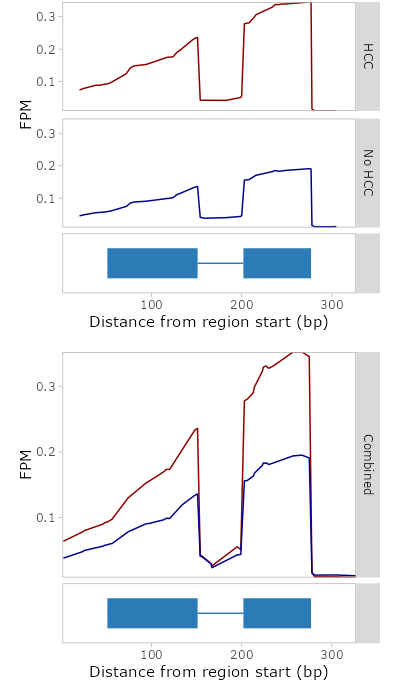 0.3
0.2
0.1
HCC
FPM
0.3
0.2
0.1
No HCC
100 200 300
Distance from region start (bp)
0.3
0.2
0.1
FPM
Combined
100 200 300
Distance from region start (bp)